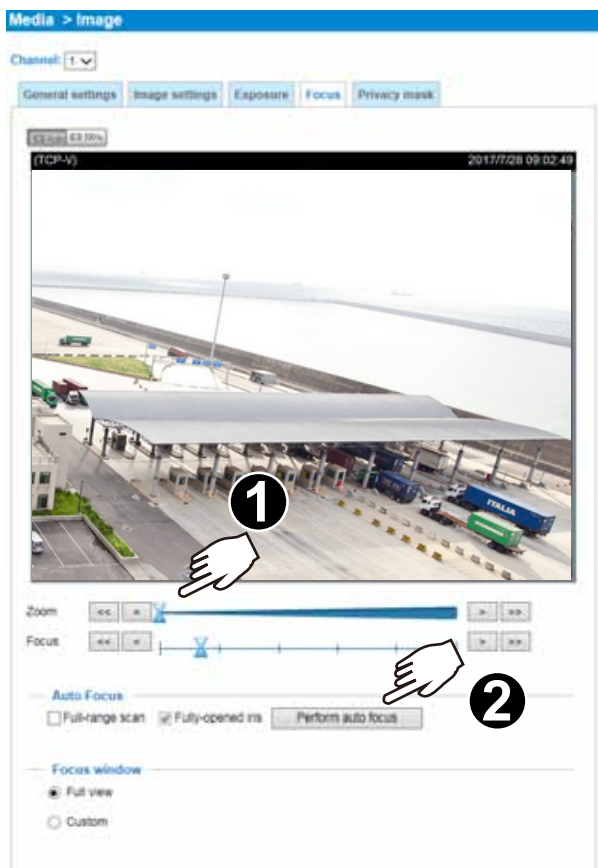 Media > Image
Channel: 1
General settings Image settings Exposure Focus Privacy mask
(TCP-V) 2017/7/28 09:02:49
ITALIA
1
Zoom << < > >>
Focus << < > >>
2
Auto Focus
Full-range scan Fully-opened iris Perform auto focus
Focus window
Full view
Custom